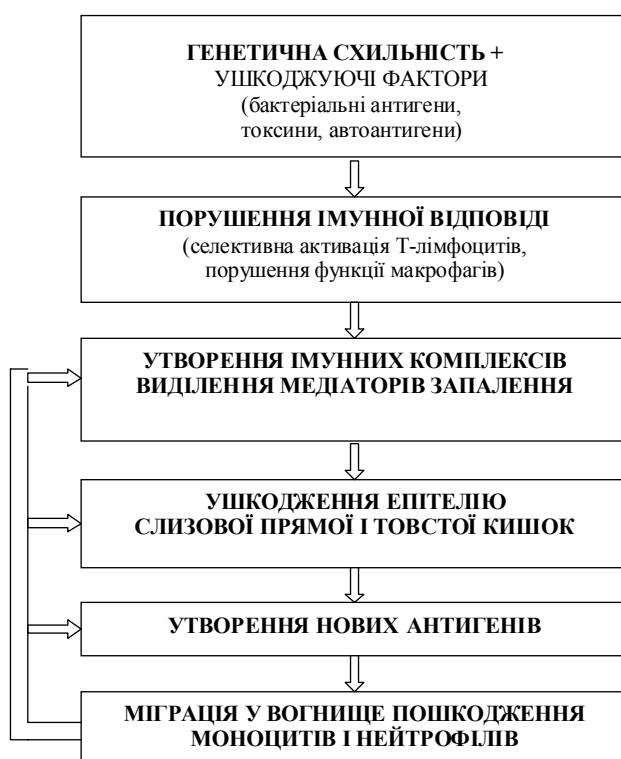 ГЕНЕТИЧНА СХИЛЬНІСТЬ +
УШКОДЖУЮЧІ ФАКТОРИ
(бактеріальні антигени,
токсини, автоантигени)
ПОРУШЕННЯ ІМУННОЇ ВІДПОВІДІ
(селективна активація Т-лімфоцитів,
порушення функції макрофагів)
УТВОРЕННЯ ІМУННИХ КОМПЛЕКСІВ
ВИДІЛЕННЯ МЕДІАТОРІВ ЗАПАЛЕННЯ
УШКОДЖЕННЯ ЕПІТЕЛІЮ
СЛИЗОВОЇ ПРЯМОЇ І ТОВСТОЇ КИШОК
УТВОРЕННЯ НОВИХ АНТИГЕНІВ
МІГРАЦІЯ У ВОГНИЩЕ ПОШКОДЖЕННЯ
МОНОЦИТІВ І НЕЙТРОФІЛІВ